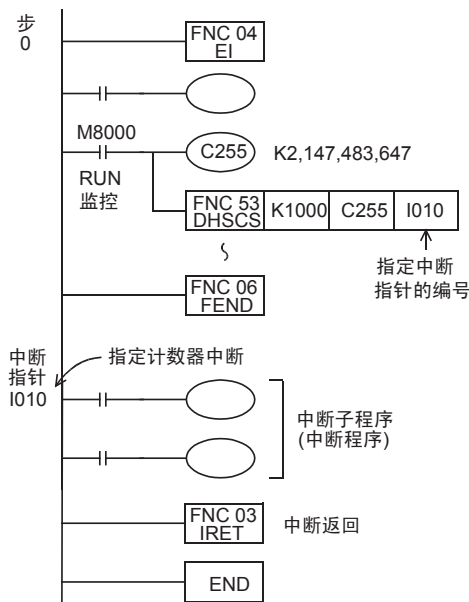 步
0
FNC 04
EI
M8000
RUN
监控
C255
K2,147,483,647
FNC 53
DHSCS
K1000
C255
I010
指定中断
指针的编号
FNC 06
FEND
中断
指针
I010
指定计数器中断
中断子程序
(中断程序)
FNC 03
IRET
中断返回
END